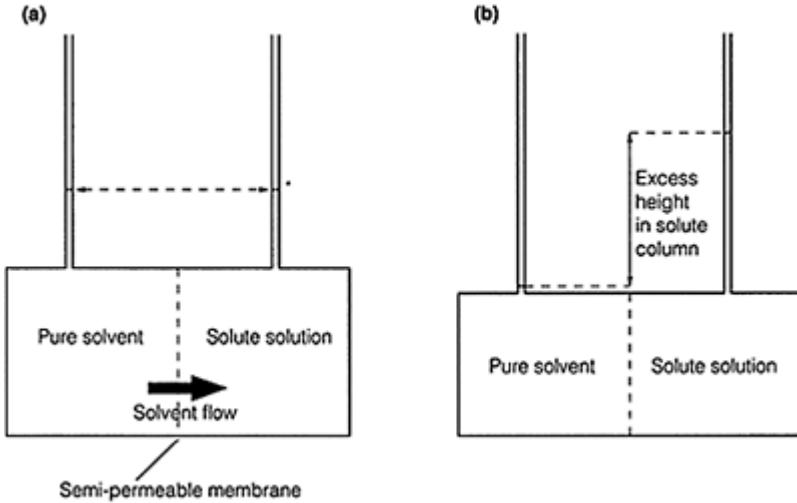 (a)
Pure solvent
Solute solution
Solvent flow
Semi-permeable membrane
(b)
Excess
height
in solute
column
Pure solvent
Solute solution